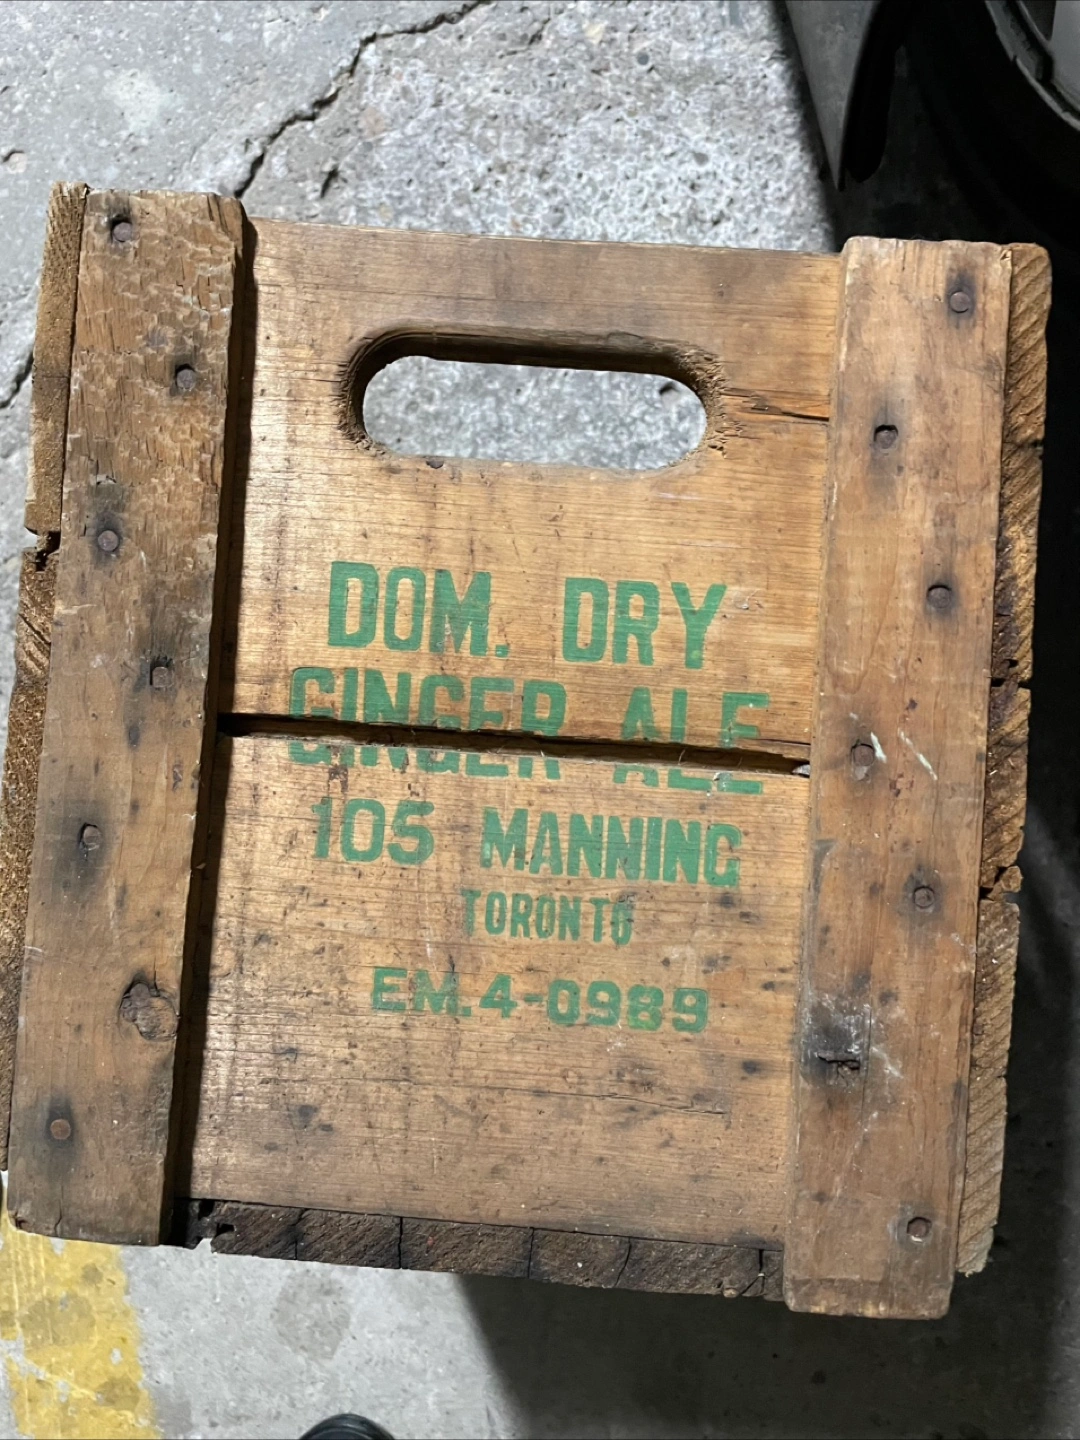 DOM. DRY
GINGER ALE
105 MANNING
TORONTO
EM.4-0989